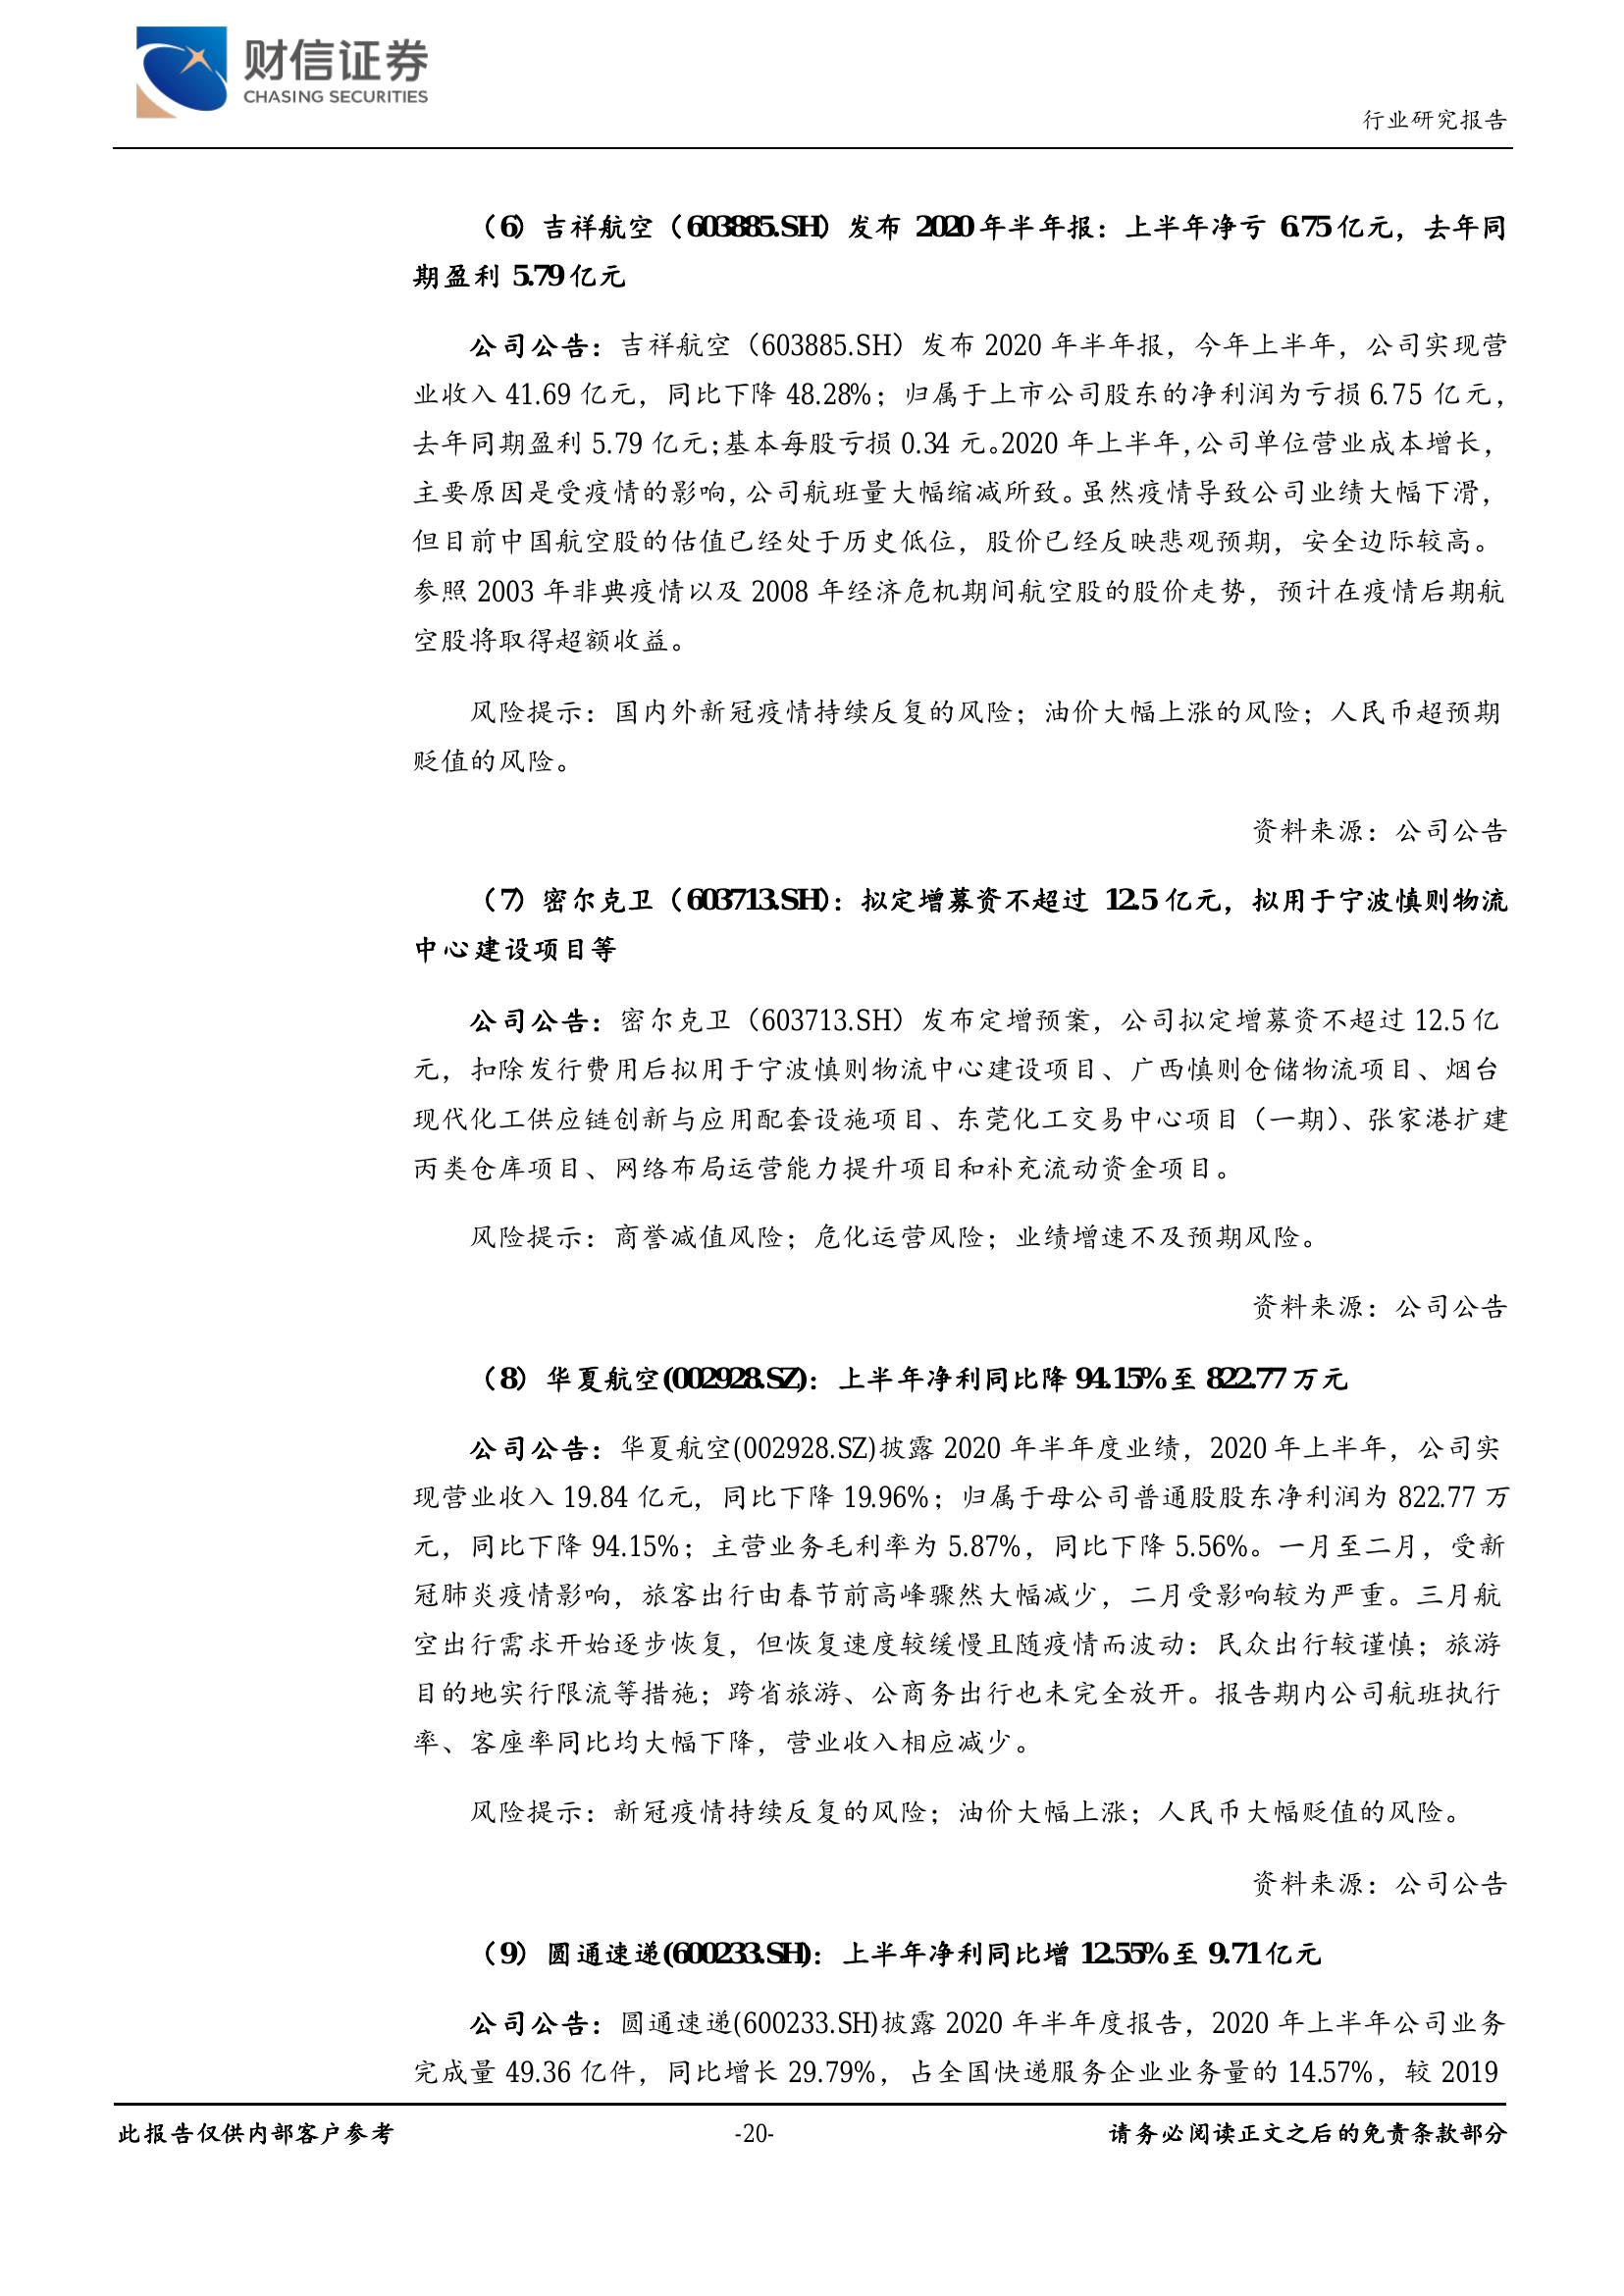 财信证券
CHASING SECURITIES
行业研究报告
（6）吉祥航空（603885.SH）发布 2020 年半年报：上半年净亏 6.75 亿元，去年同
期盈利 5.79 亿元
公司公告：吉祥航空（603885.SH）发布 2020 年半年报，今年上半年，公司实现营
业收入 41.69 亿元，同比下降 48.28%；归属于上市公司股东的净利润为亏损 6.75 亿元，
去年同期盈利 5.79 亿元；基本每股亏损 0.34 元。2020 年上半年，公司单位营业成本增长，
主要原因是受疫情的影响，公司航班量大幅缩减所致。虽然疫情导致公司业绩大幅下滑，
但目前中国航空股的估值已经处于历史低位，股价已经反映悲观预期，安全边际较高。
参照 2003 年非典疫情以及 2008 年经济危机期间航空股的股价走势，预计在疫情后期航
空股将取得超额收益。
风险提示：国内外新冠疫情持续反复的风险；油价大幅上涨的风险；人民币超预期
贬值的风险。
资料来源：公司公告
（7）密尔克卫（603713.SH）：拟定增募资不超过 12.5 亿元，拟用于宁波慎则物流
中心建设项目等
公司公告：密尔克卫（603713.SH）发布定增预案，公司拟定增募资不超过 12.5 亿
元，扣除发行费用后拟用于宁波慎则物流中心建设项目、广西慎则仓储物流项目、烟台
现代化工供应链创新与应用配套设施项目、东莞化工交易中心项目（一期）、张家港扩建
丙类仓库项目、网络布局运营能力提升项目和补充流动资金项目。
风险提示：商誉减值风险；危化运营风险；业绩增速不及预期风险。
资料来源：公司公告
（8）华夏航空(002928.SZ)：上半年净利同比降 94.15%至 822.77 万元
公司公告：华夏航空(002928.SZ)披露 2020 年半年度业绩，2020 年上半年，公司实
现营业收入 19.84 亿元，同比下降 19.96%；归属于母公司普通股股东净利润为 822.77 万
元，同比下降 94.15%；主营业务毛利率为 5.87%，同比下降 5.56%。一月至二月，受新
冠肺炎疫情影响，旅客出行由春节前高峰骤然大幅减少，二月受影响较为严重。三月航
空出行需求开始逐步恢复，但恢复速度较缓慢且随疫情而波动：民众出行较谨慎；旅游
目的地实行限流等措施；跨省旅游、公商务出行也未完全放开。报告期内公司航班执行
率、客座率同比均大幅下降，营业收入相应减少。
风险提示：新冠疫情持续反复的风险；油价大幅上涨；人民币大幅贬值的风险。
资料来源：公司公告
（9）圆通速递(600233.SH)：上半年净利同比增 12.55%至 9.71 亿元
公司公告：圆通速递(600233.SH)披露 2020 年半年度报告，2020 年上半年公司业务
完成量 49.36 亿件，同比增长 29.79%，占全国快递服务企业业务量的 14.57%，较 2019
此报告仅供内部客户参考
-20-
请务必阅读正文之后的免责条款部分